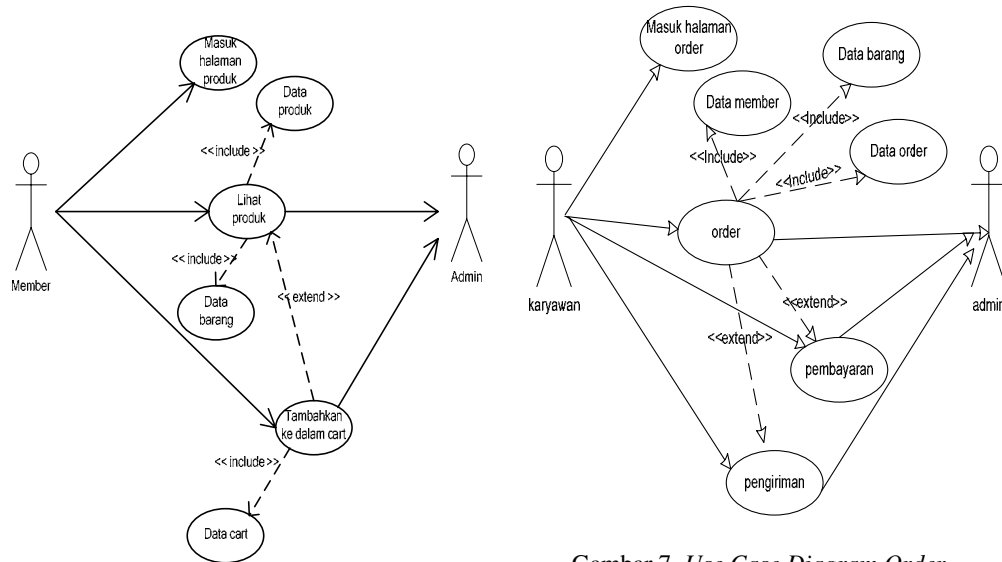 Masuk
halaman
produk
Data
produk
<< include >>
Lihat
produk
Member
Admin
<< include >>
Data
barang
<< extend >>
Tambahkan
ke dalam cart
<< include >>
Data cart
Masuk halaman
order
Data barang
Data member
<<Include>>
<<Include>>
Data order
<<Include>>
order
karyawan
admin
<<extend>>
<<extend>>
pembayaran
pengiriman
Gambar 7. Use Case Diagram Order